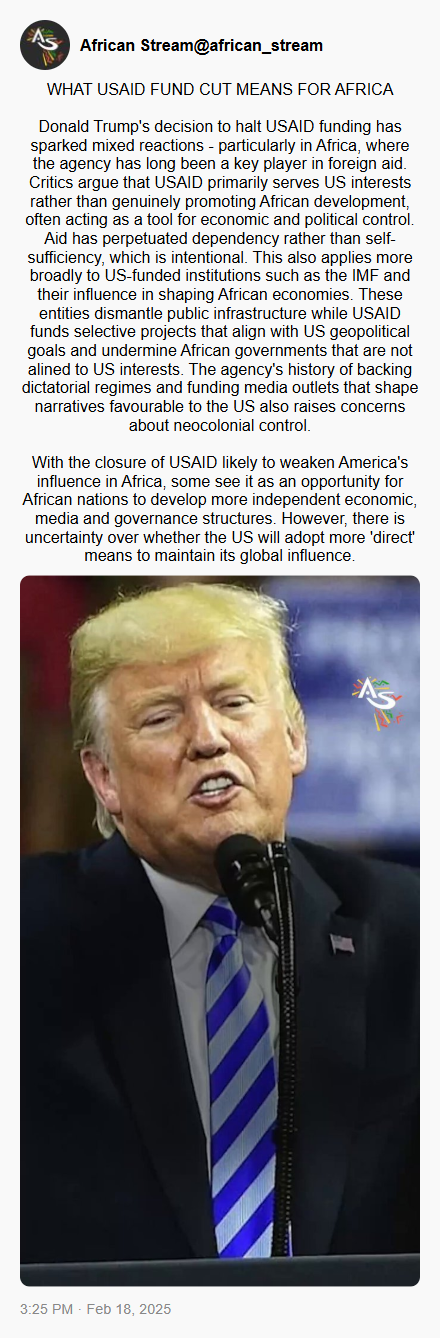 African Stream@african_stream
WHAT USAID FUND CUT MEANS FOR AFRICA
Donald Trump's decision to halt USAID funding has
sparked mixed reactions - particularly in Africa, where
the agency has long been a key player in foreign aid.
Critics argue that USAID primarily serves US interests
rather than genuinely promoting African development,
often acting as a tool for economic and political control.
Aid has perpetuated dependency rather than self-
sufficiency, which is intentional. This also applies more
broadly to US-funded institutions such as the IMF and
their influence in shaping African economies. These
entities dismantle public infrastructure while USAID
funds selective projects that align with US geopolitical
goals and undermine African governments that are not
alined to US interests. The agency's history of backing
dictatorial regimes and funding media outlets that shape
narratives favourable to the US also raises concerns
about neocolonial control.
With the closure of USAID likely to weaken America's
influence in Africa, some see it as an opportunity for
African nations to develop more independent economic,
media and governance structures. However, there is
uncertainty over whether the US will adopt more 'direct'
means to maintain its global influence.
AS
3:25 PM · Feb 18, 2025